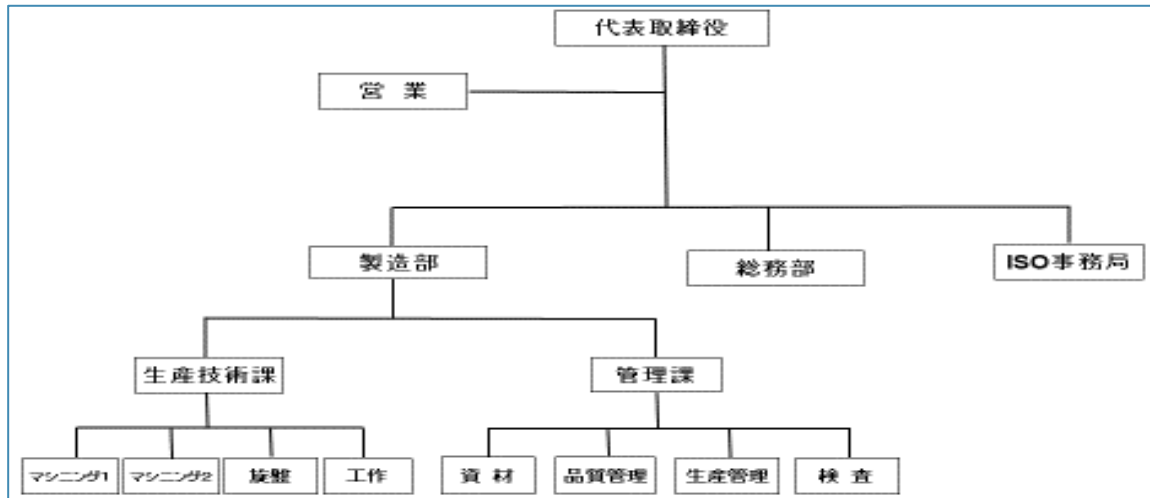 代表取締役
営 業
製造部
総務部
ISO事務局
生産技術課
管理課
マシニング1
マシニング2
旋盤
工作
資 材
品質管理
生産管理
検 査